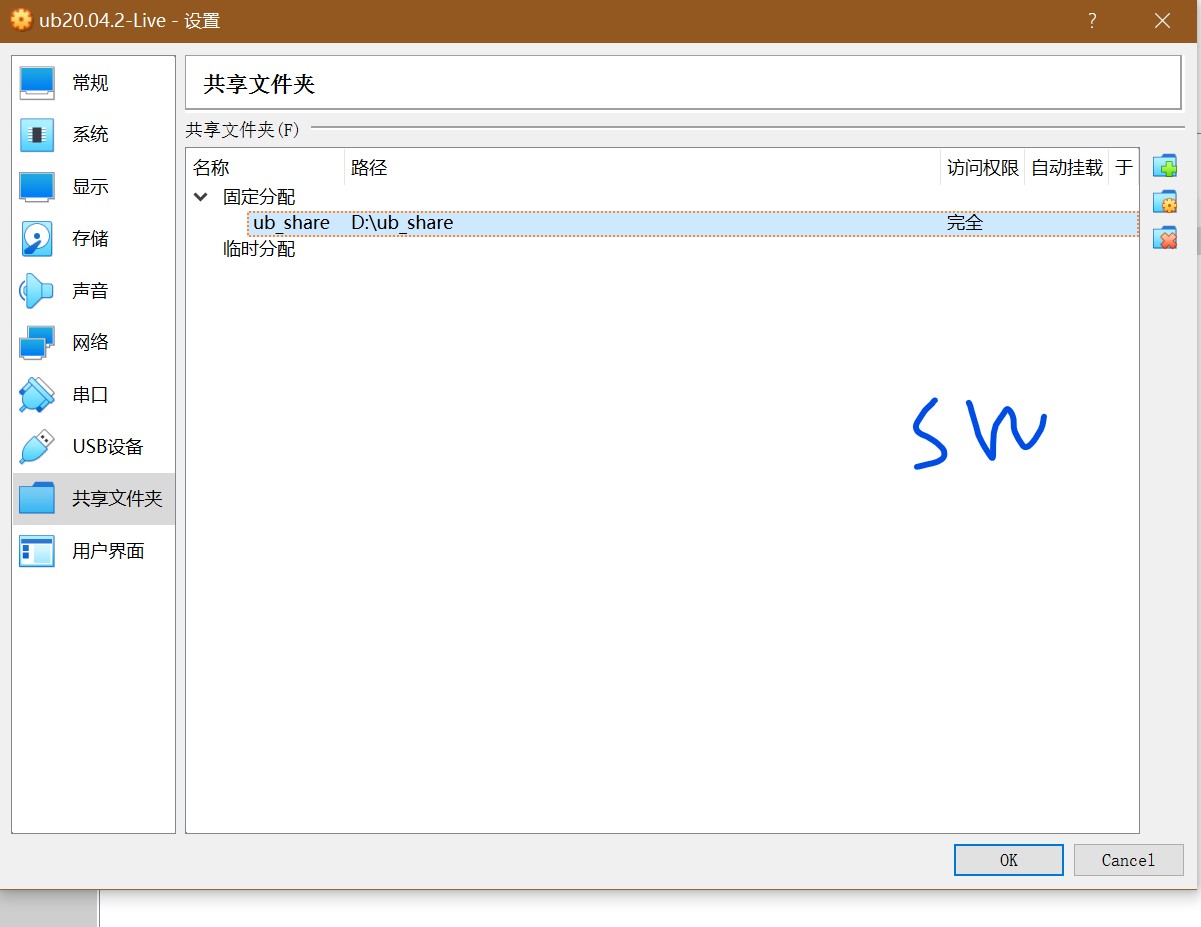 ub20.04.2-Live - 设置
?
常规
系统
显示
存储
声音
网络
串口
USB设备
共享文件夹
用户界面
共享文件夹
共享文件夹(F)
名称 路径 访问权限 自动挂载 于
固定分配
ub_share D:\ub_share 完全
临时分配
sw
OK Cancel